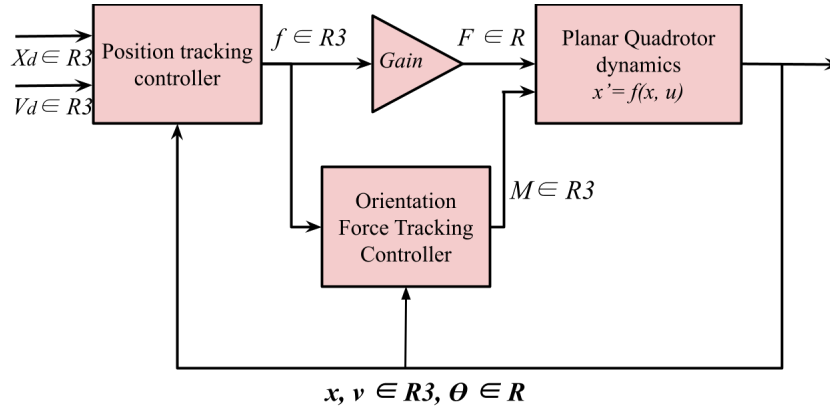 Xd ∈ R3
Vd ∈ R3
Position tracking
controller
f ∈ R3
Gain
F ∈ R
Planar Quadrotor
dynamics
x’= f(x, u)
M ∈ R3
Orientation
Force Tracking
Controller
x, v ∈ R3, ϴ ∈ R